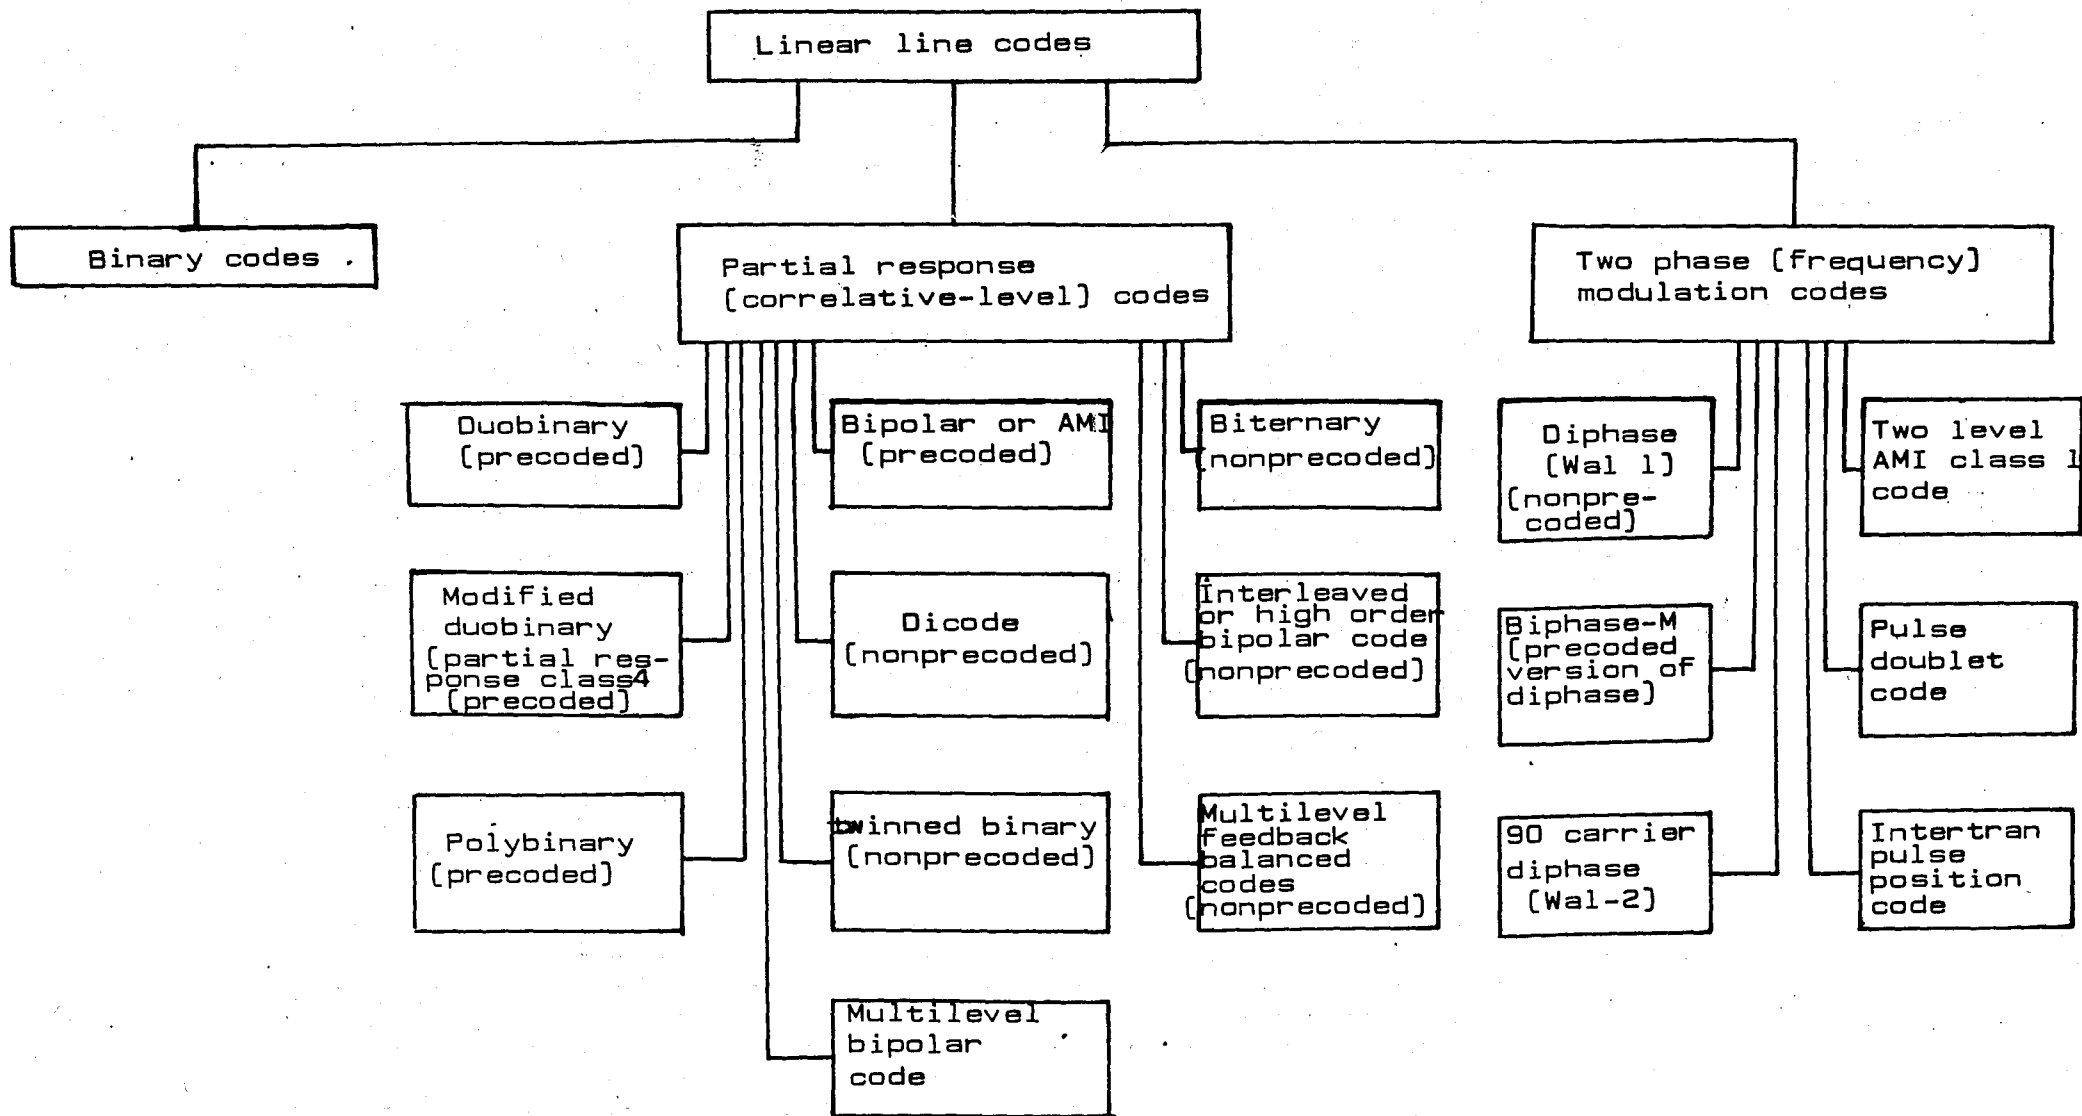 Linear line codes
Binary codes .
Partial response
(correlative-level) codes
Two phase (frequency)
modulation codes
Duobinary
(precoded)
Modified
duobinary
(partial res-
ponse class4
(precoded)
Polybinary
(precoded)
Bipolar or AMI
(precoded)
Dicode
(nonprecoded)
twinned binary
(nonprecoded)
Multilevel
bipolar
code
Biternary
(nonprecoded)
İnterleaved
or high order
bipolar code
(nonprecoded)
Multilevel
feedback
balanced
codes
(nonprecoded)
Diphase
(Wal 1)
(nonpre-
coded)
Biphase-M
(precoded
version of
diphase)
90 carrier
diphase
(Wal-2)
Two level
AMI class 1
code
Pulse
doublet
code
Intertran
pulse
position
code